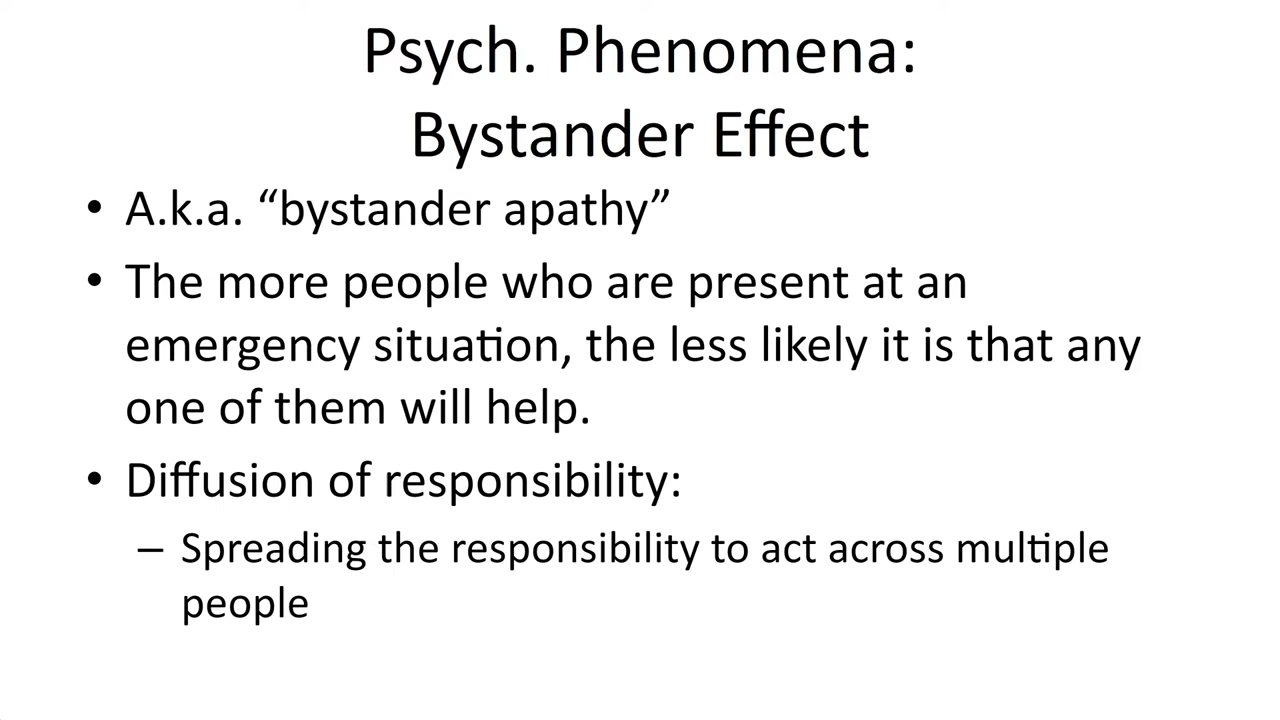 Psych. Phenomena:
Bystander Effect
• A.k.a. “bystander apathy”
• The more people who are present at an
emergency situation, the less likely it is that any
one of them will help.
• Diffusion of responsibility:
– Spreading the responsibility to act across multiple
people